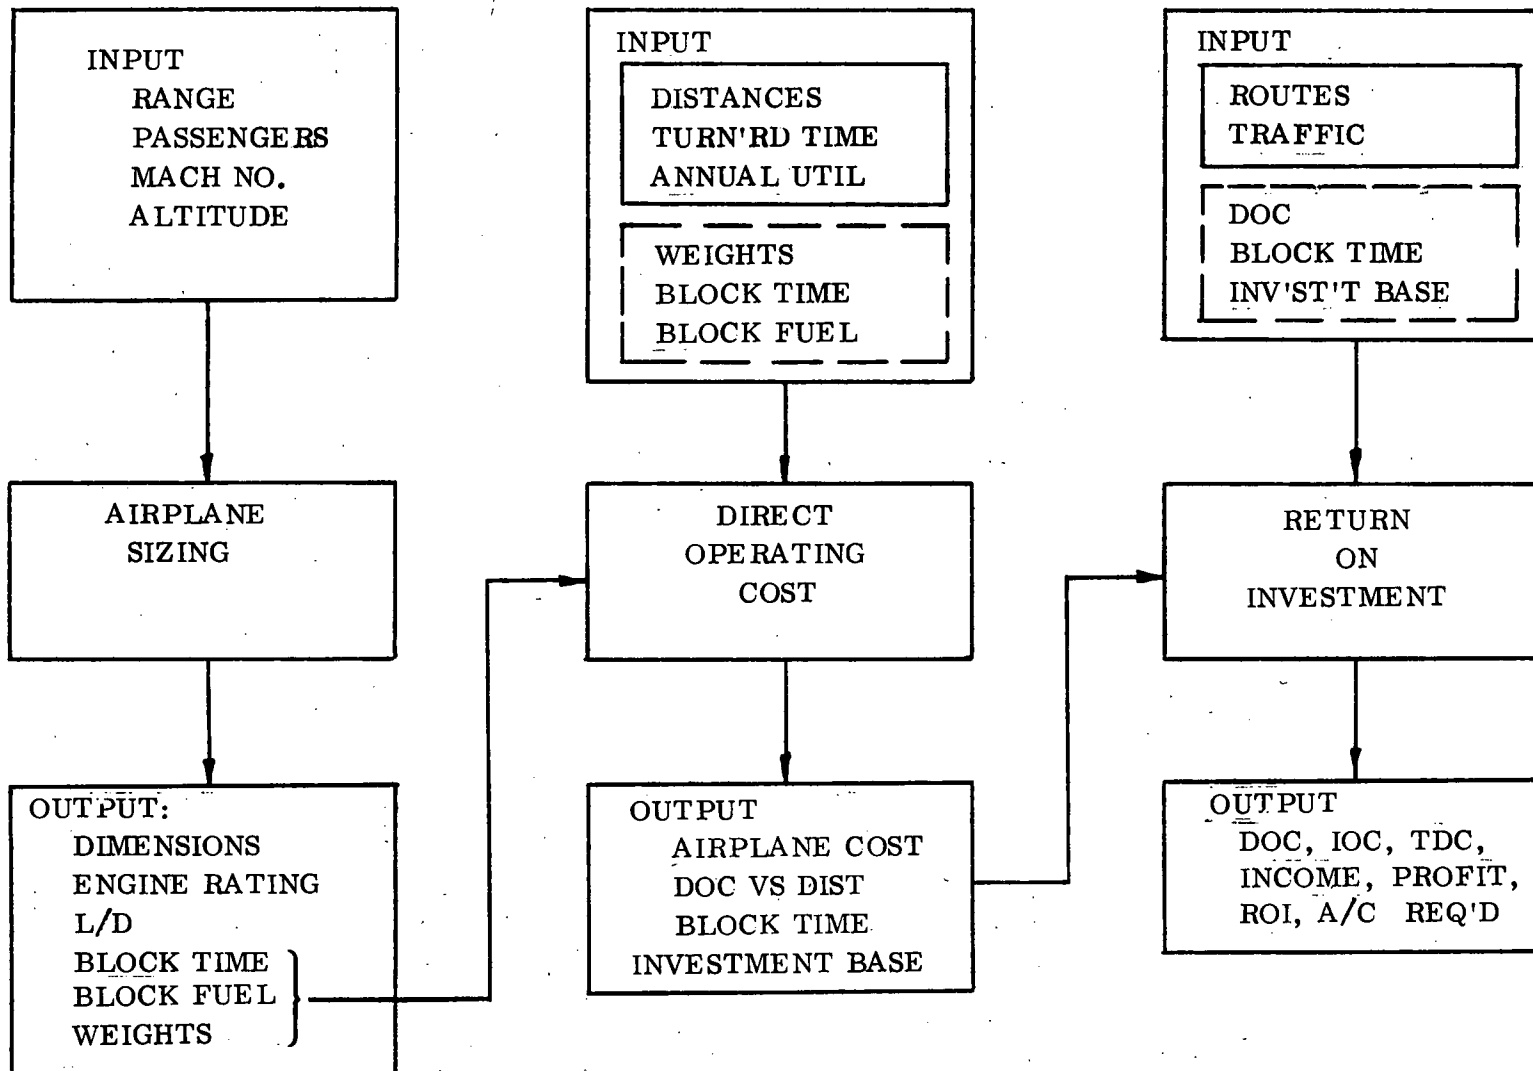 INPUT
RANGE
PASSENGERS
MACH NO.
ALTITUDE
AIRPLANE
SIZING
OUTPUT:
DIMENSIONS
ENGINE RATING
L/D
BLOCK TIME
BLOCK FUEL
WEIGHTS
INPUT
DISTANCES
TURN'RD TIME
ANNUAL UTIL
WEIGHTS
BLOCK TIME
BLOCK FUEL
DIRECT
OPERATING
COST
OUTPUT
AIRPLANE COST
DOC VS DIST
BLOCK TIME
INVESTMENT BASE
INPUT
ROUTES
TRAFFIC
DOC
BLOCK TIME
INV'ST'T BASE
RETURN
ON
INVESTMENT
OUTPUT
DOC, IOC, TDC,
INCOME, PROFIT,
ROI, A/C REQ'D